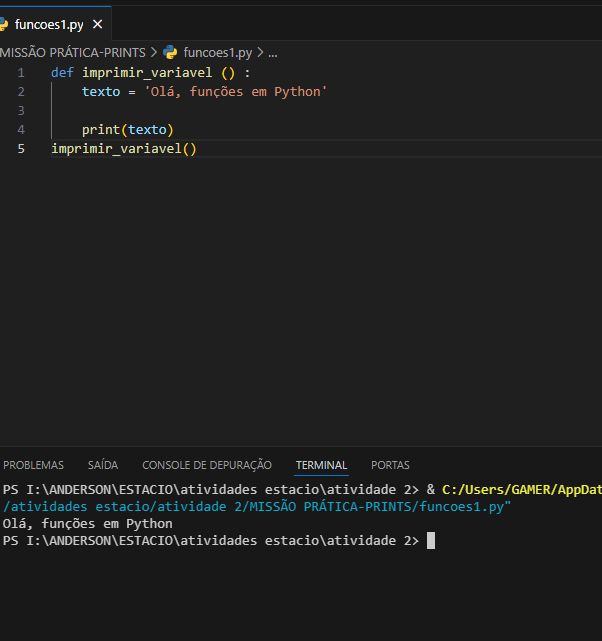 funcoes1.py ×
MISSÃO PRÁTICA-PRINTS > funcoes1.py > ...
1 def imprimir_variavel () :
2 texto = 'Olá, funções em Python'
3
4 print(texto)
5 imprimir_variavel()
PROBLEMAS SAÍDA CONSOLE DE DEPURAÇÃO TERMINAL PORTAS
PS I:\ANDERSON\ESTACIO\atividades estacio\atividade 2> & C:/Users/GAMER/AppDat
/atividades estacio/atividade 2/MISSÃO PRÁTICA-PRINTS/funcoes1.py"
Olá, funções em Python
PS I:\ANDERSON\ESTACIO\atividades estacio\atividade 2>